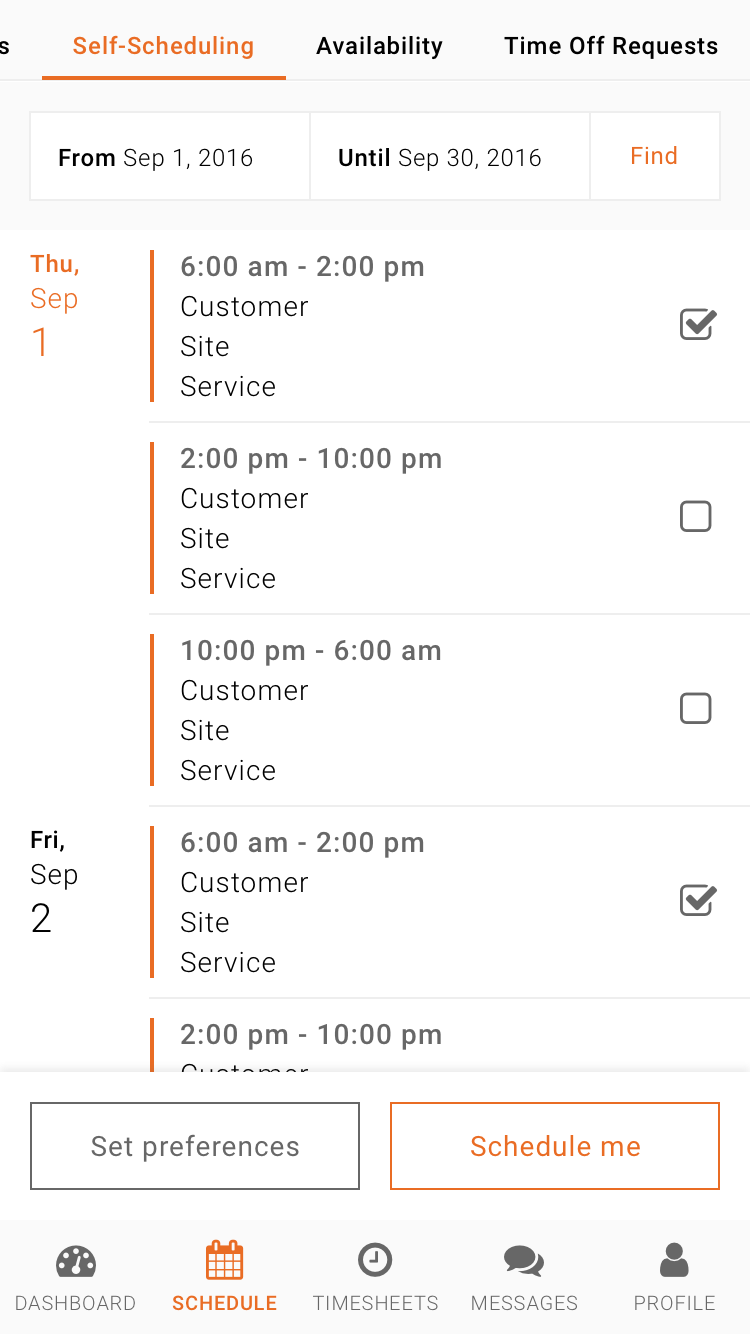 s Self-Scheduling Availability Time Off Requests
From Sep 1, 2016 Until Sep 30, 2016 Find
Thu,
Sep
1
6:00 am - 2:00 pm
Customer
Site
Service
2:00 pm - 10:00 pm
Customer
Site
Service
10:00 pm - 6:00 am
Customer
Site
Service
Fri,
Sep
2
6:00 am - 2:00 pm
Customer
Site
Service
2:00 pm - 10:00 pm
Customer
Set preferences Schedule me
DASHBOARD SCHEDULE TIMESHEETS MESSAGES PROFILE